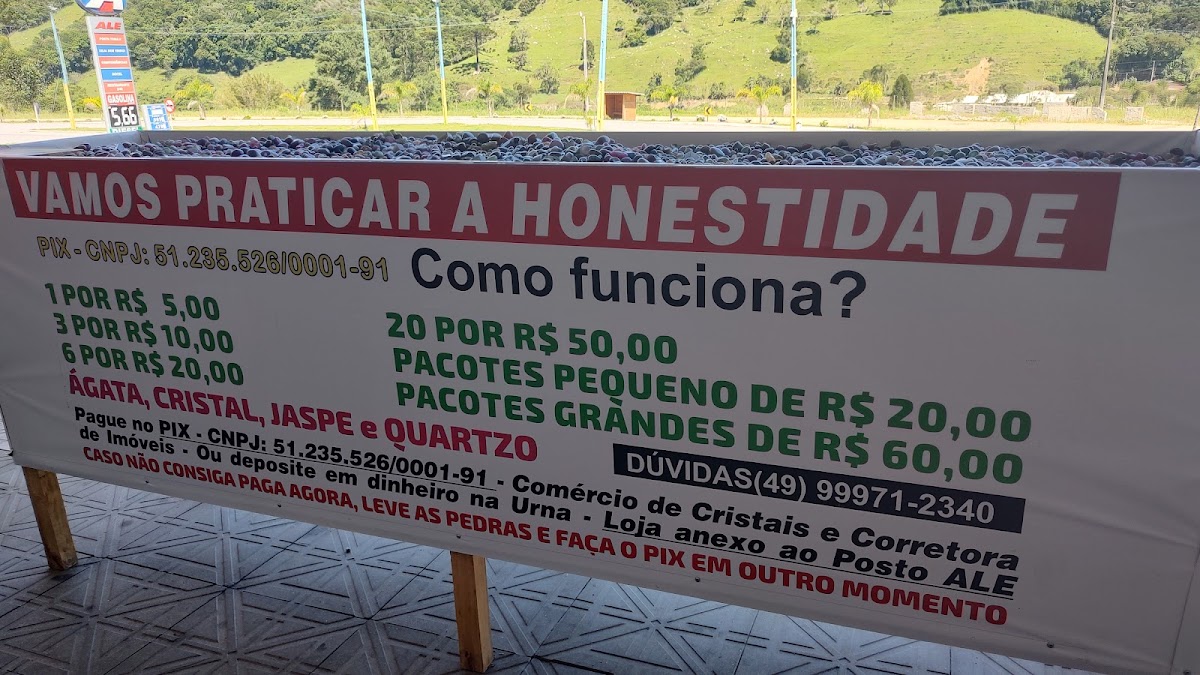 ALE
GASOLINA
5.66
VAMOS PRATICAR A HONESTIDADE
PIX - CNPJ: 51.235.526/0001-91
Como funciona?
1 POR R$ 5,00
3 POR R$ 10,00
6 POR R$ 20,00
20 POR R$ 50,00
PACOTES PEQUENO DE R$ 20,00
PACOTES GRANDES DE R$ 60,00
ÁGATA, CRISTAL, JASPE e QUARTZO
DÚVIDAS(49) 99971-2340
Pague no PIX - CNPJ: 51.235.526/0001-91 - Comércio de Cristais e Corretora
de Imóveis - Ou deposite em dinheiro na Urna - Loja anexo ao Posto ALE
CASO NÃO CONSIGA PAGA AGORA, LEVE AS PEDRAS E FAÇA O PIX EM OUTRO MOMENTO